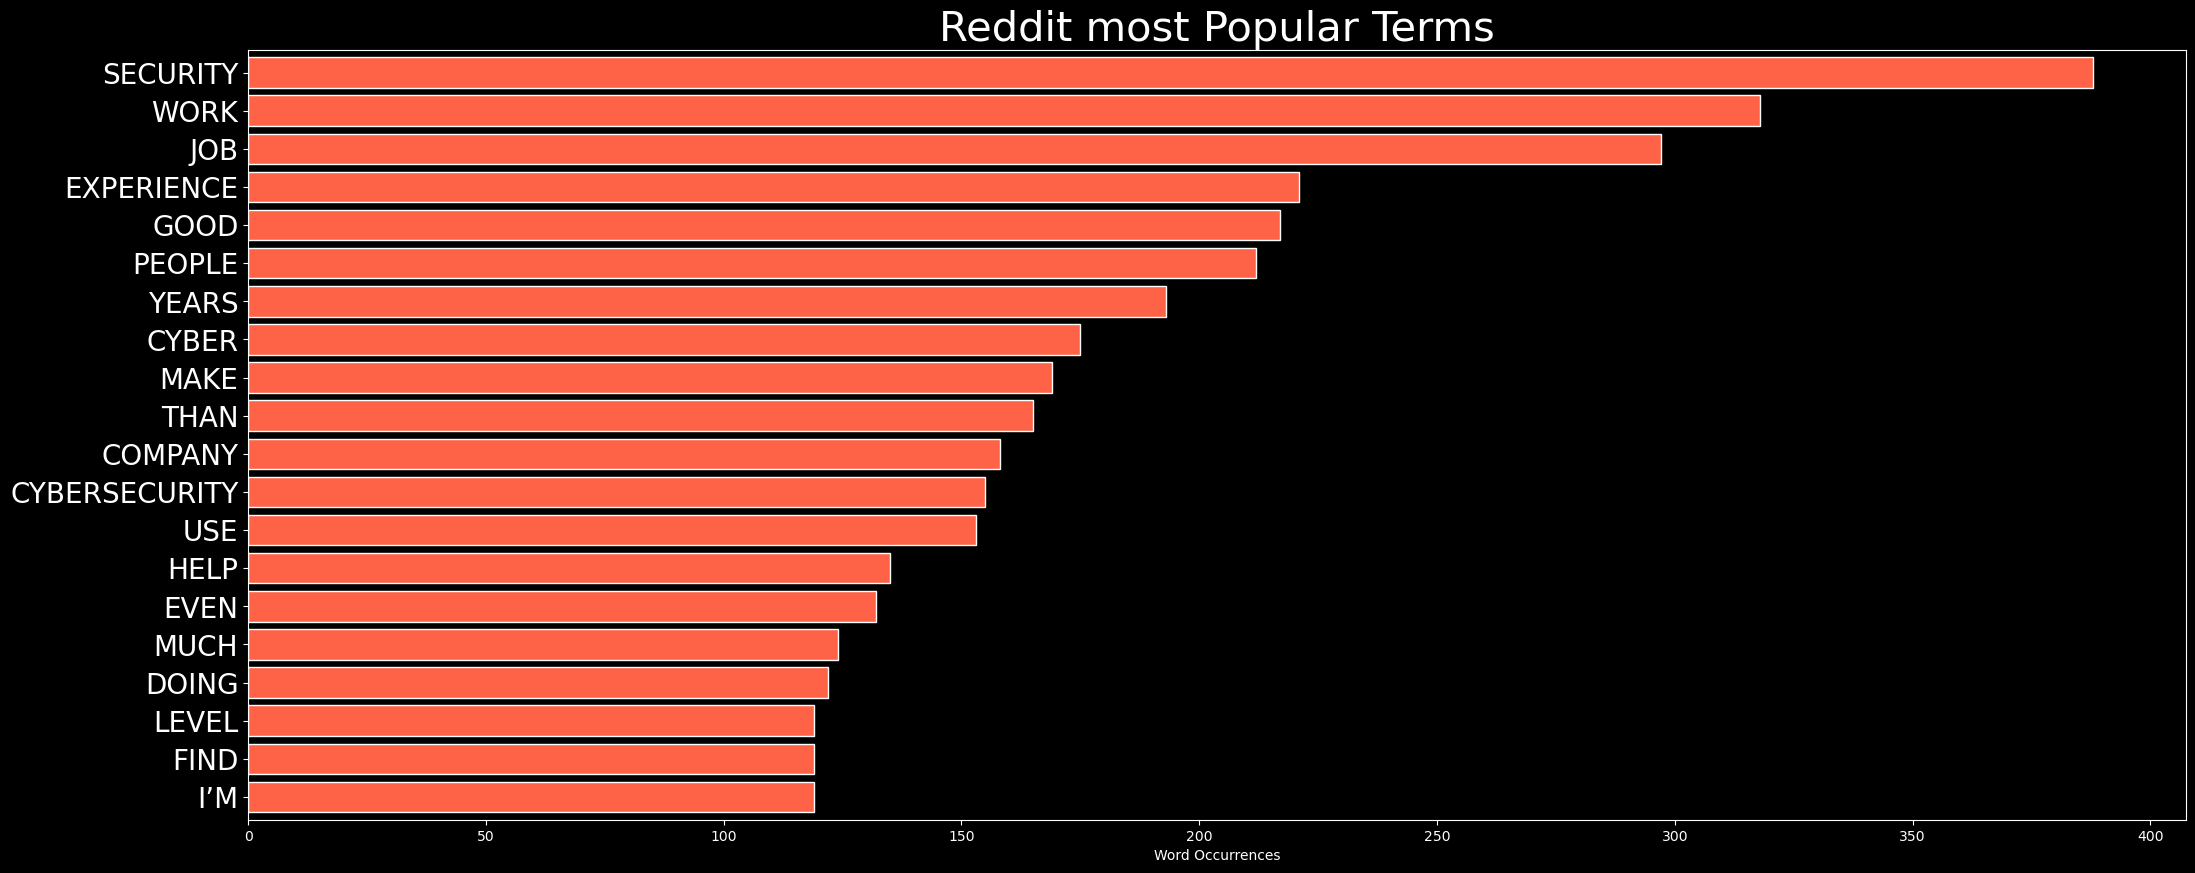 Reddit most Popular Terms
SECURITY
WORK
JOB
EXPERIENCE
GOOD
PEOPLE
YEARS
CYBER
MAKE
THAN
COMPANY
CYBERSECURITY
USE
HELP
EVEN
MUCH
DOING
LEVEL
FIND
I’M
0 50 100 150 200 250 300 350 400
Word Occurrences